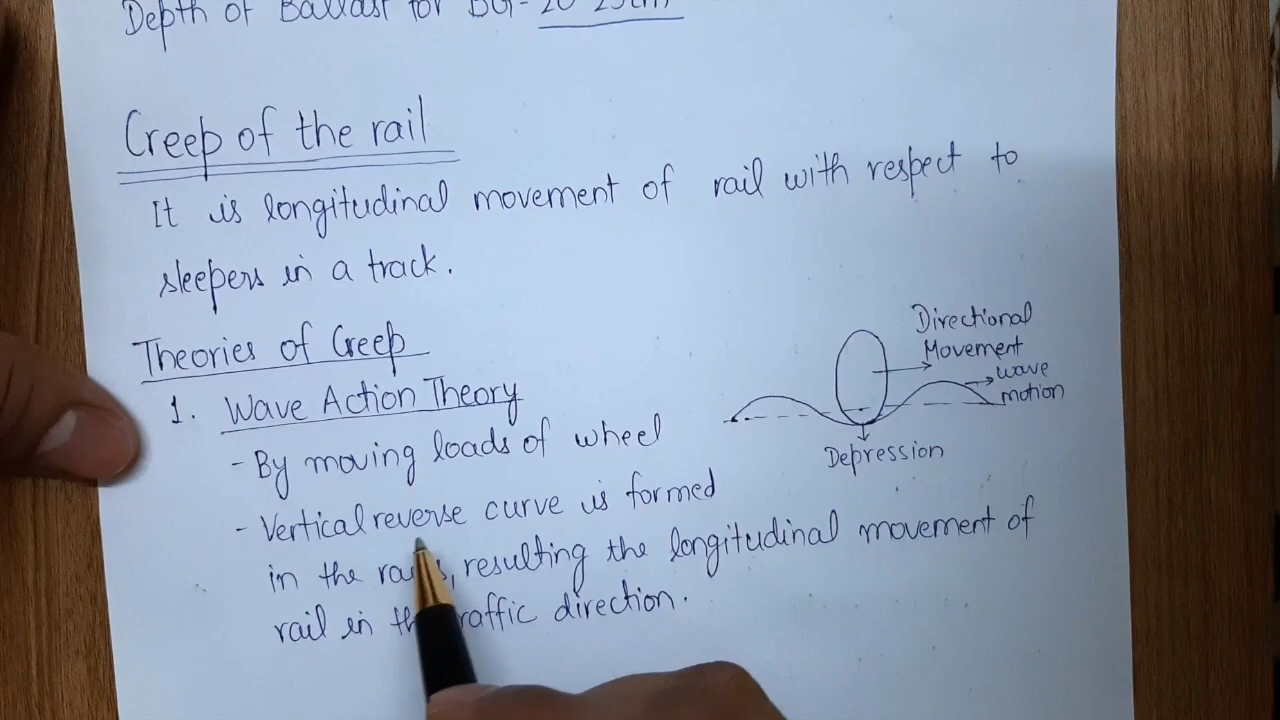 Depth of Ballast for BG - 20-25cm
Creep of the rail
It is longitudinal movement of rail with respect to
sleepers in a track.
Theories of Creep
1. Wave Action Theory
- By moving loads of wheel
- Vertical reverse curve is formed
in the resulting the longitudinal movement of
rail in traffic direction.
Directional
Movement
wave
motion
Depression